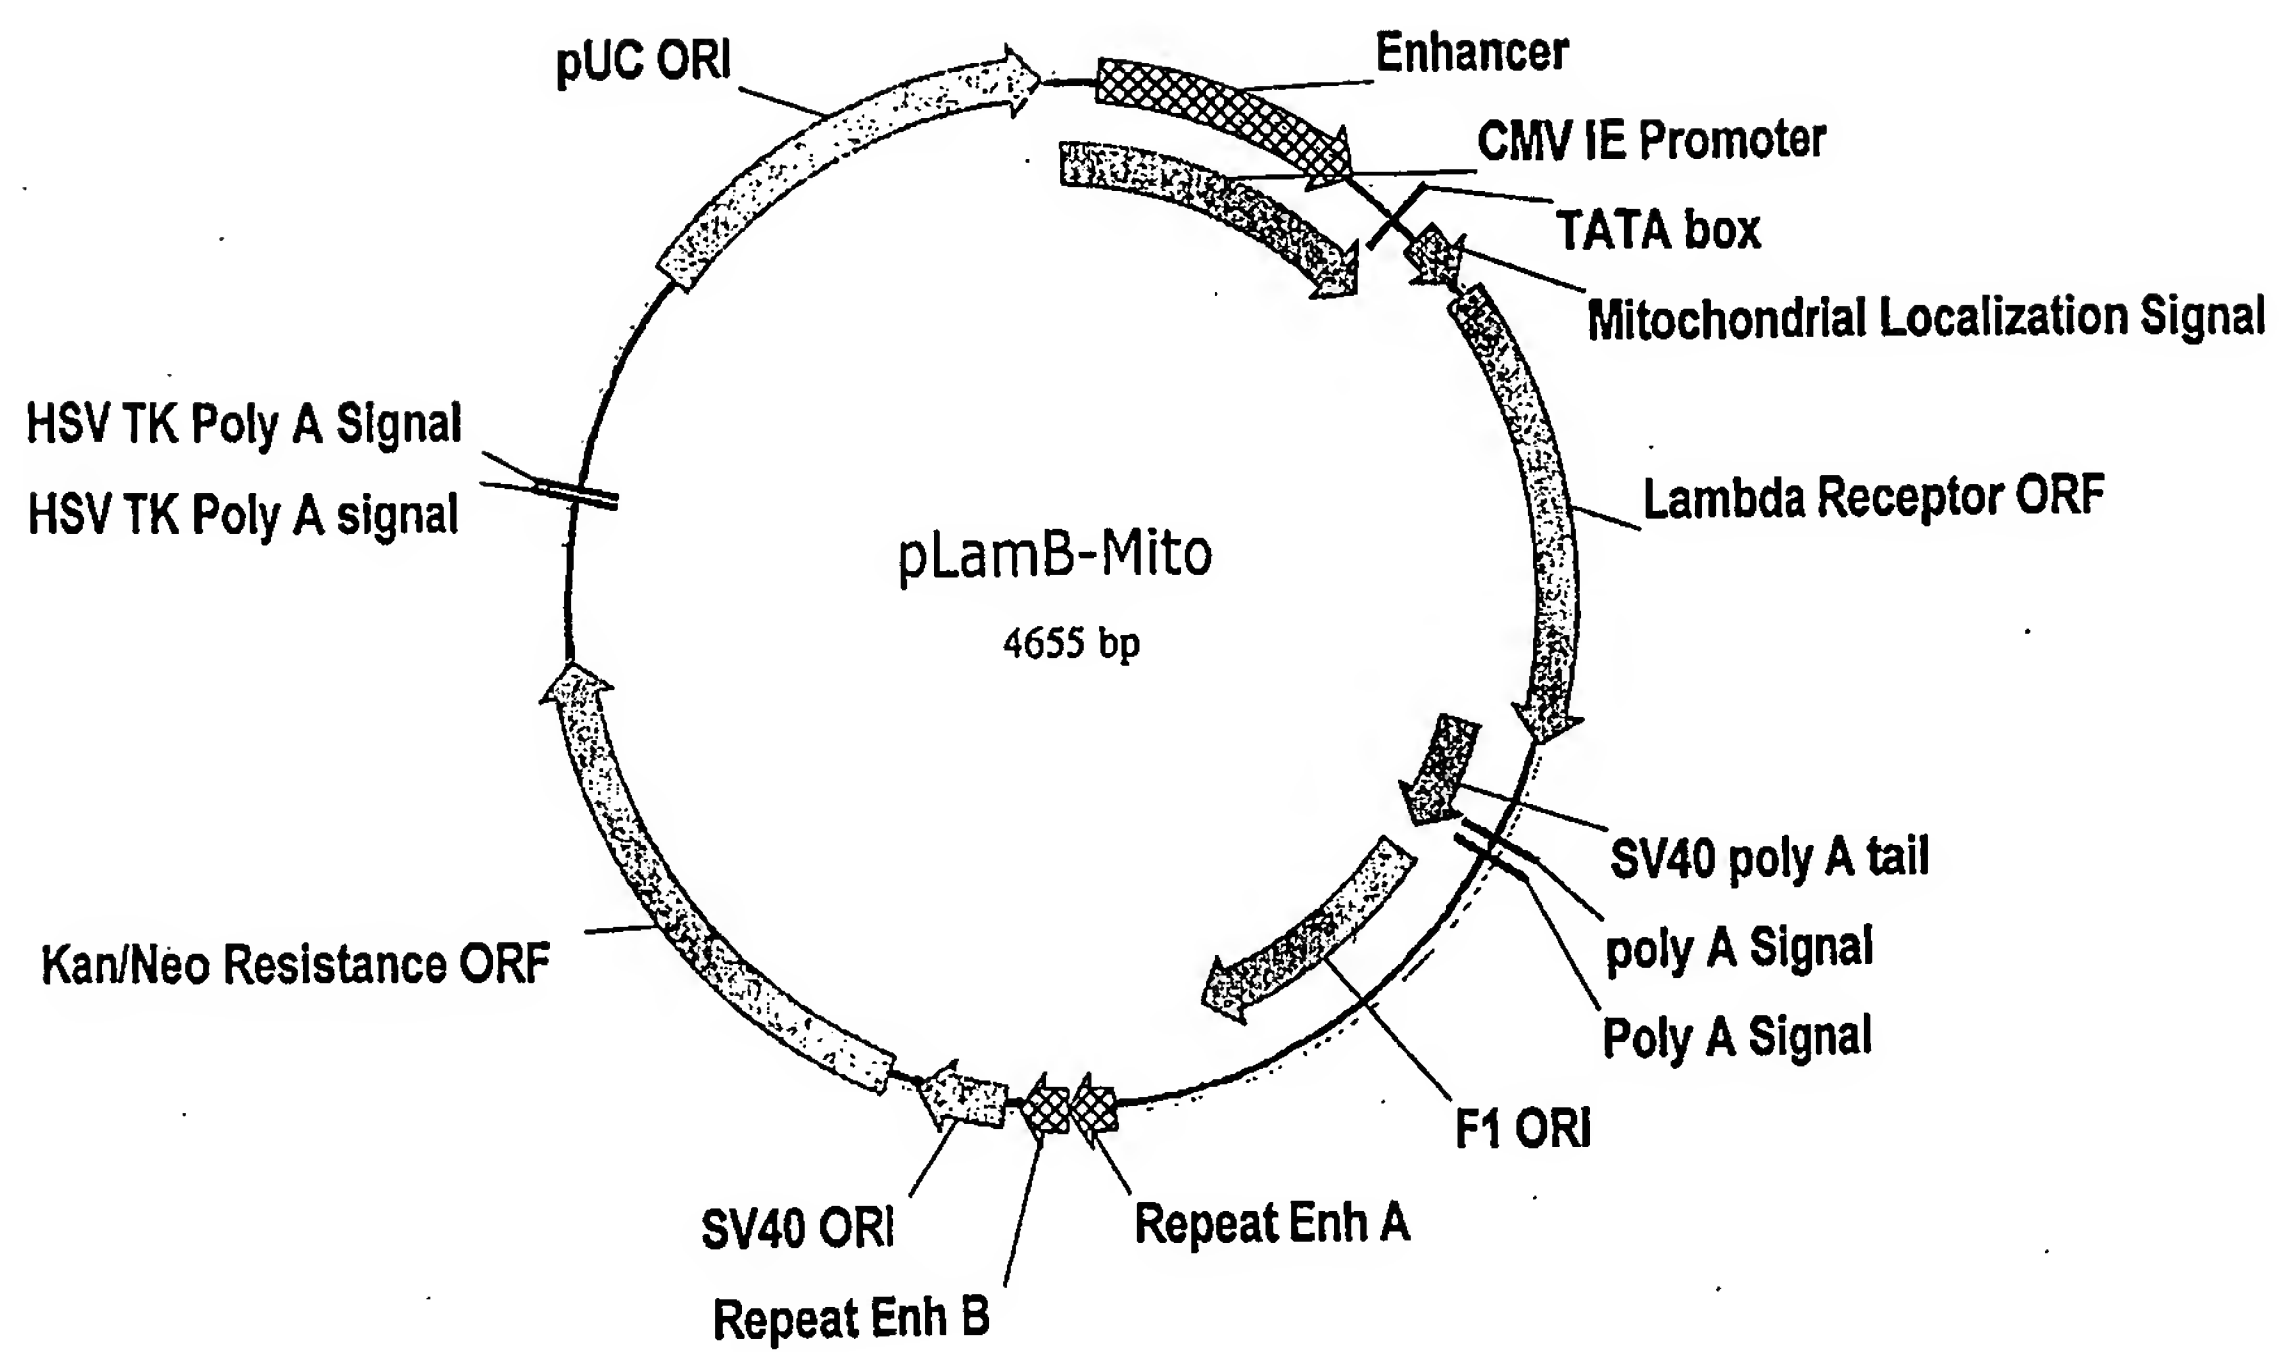 pUC ORI
Enhancer
CMV IE Promoter
TATA box
Mitochondrial Localization Signal
HSV TK Poly A Signal
HSV TK Poly A signal
Lambda Receptor ORF
pLamB-Mito
4655 bp
SV40 poly A tail
poly A Signal
Poly A Signal
Kan/Neo Resistance ORF
F1 ORI
SV40 ORI
Repeat Enh A
Repeat Enh B